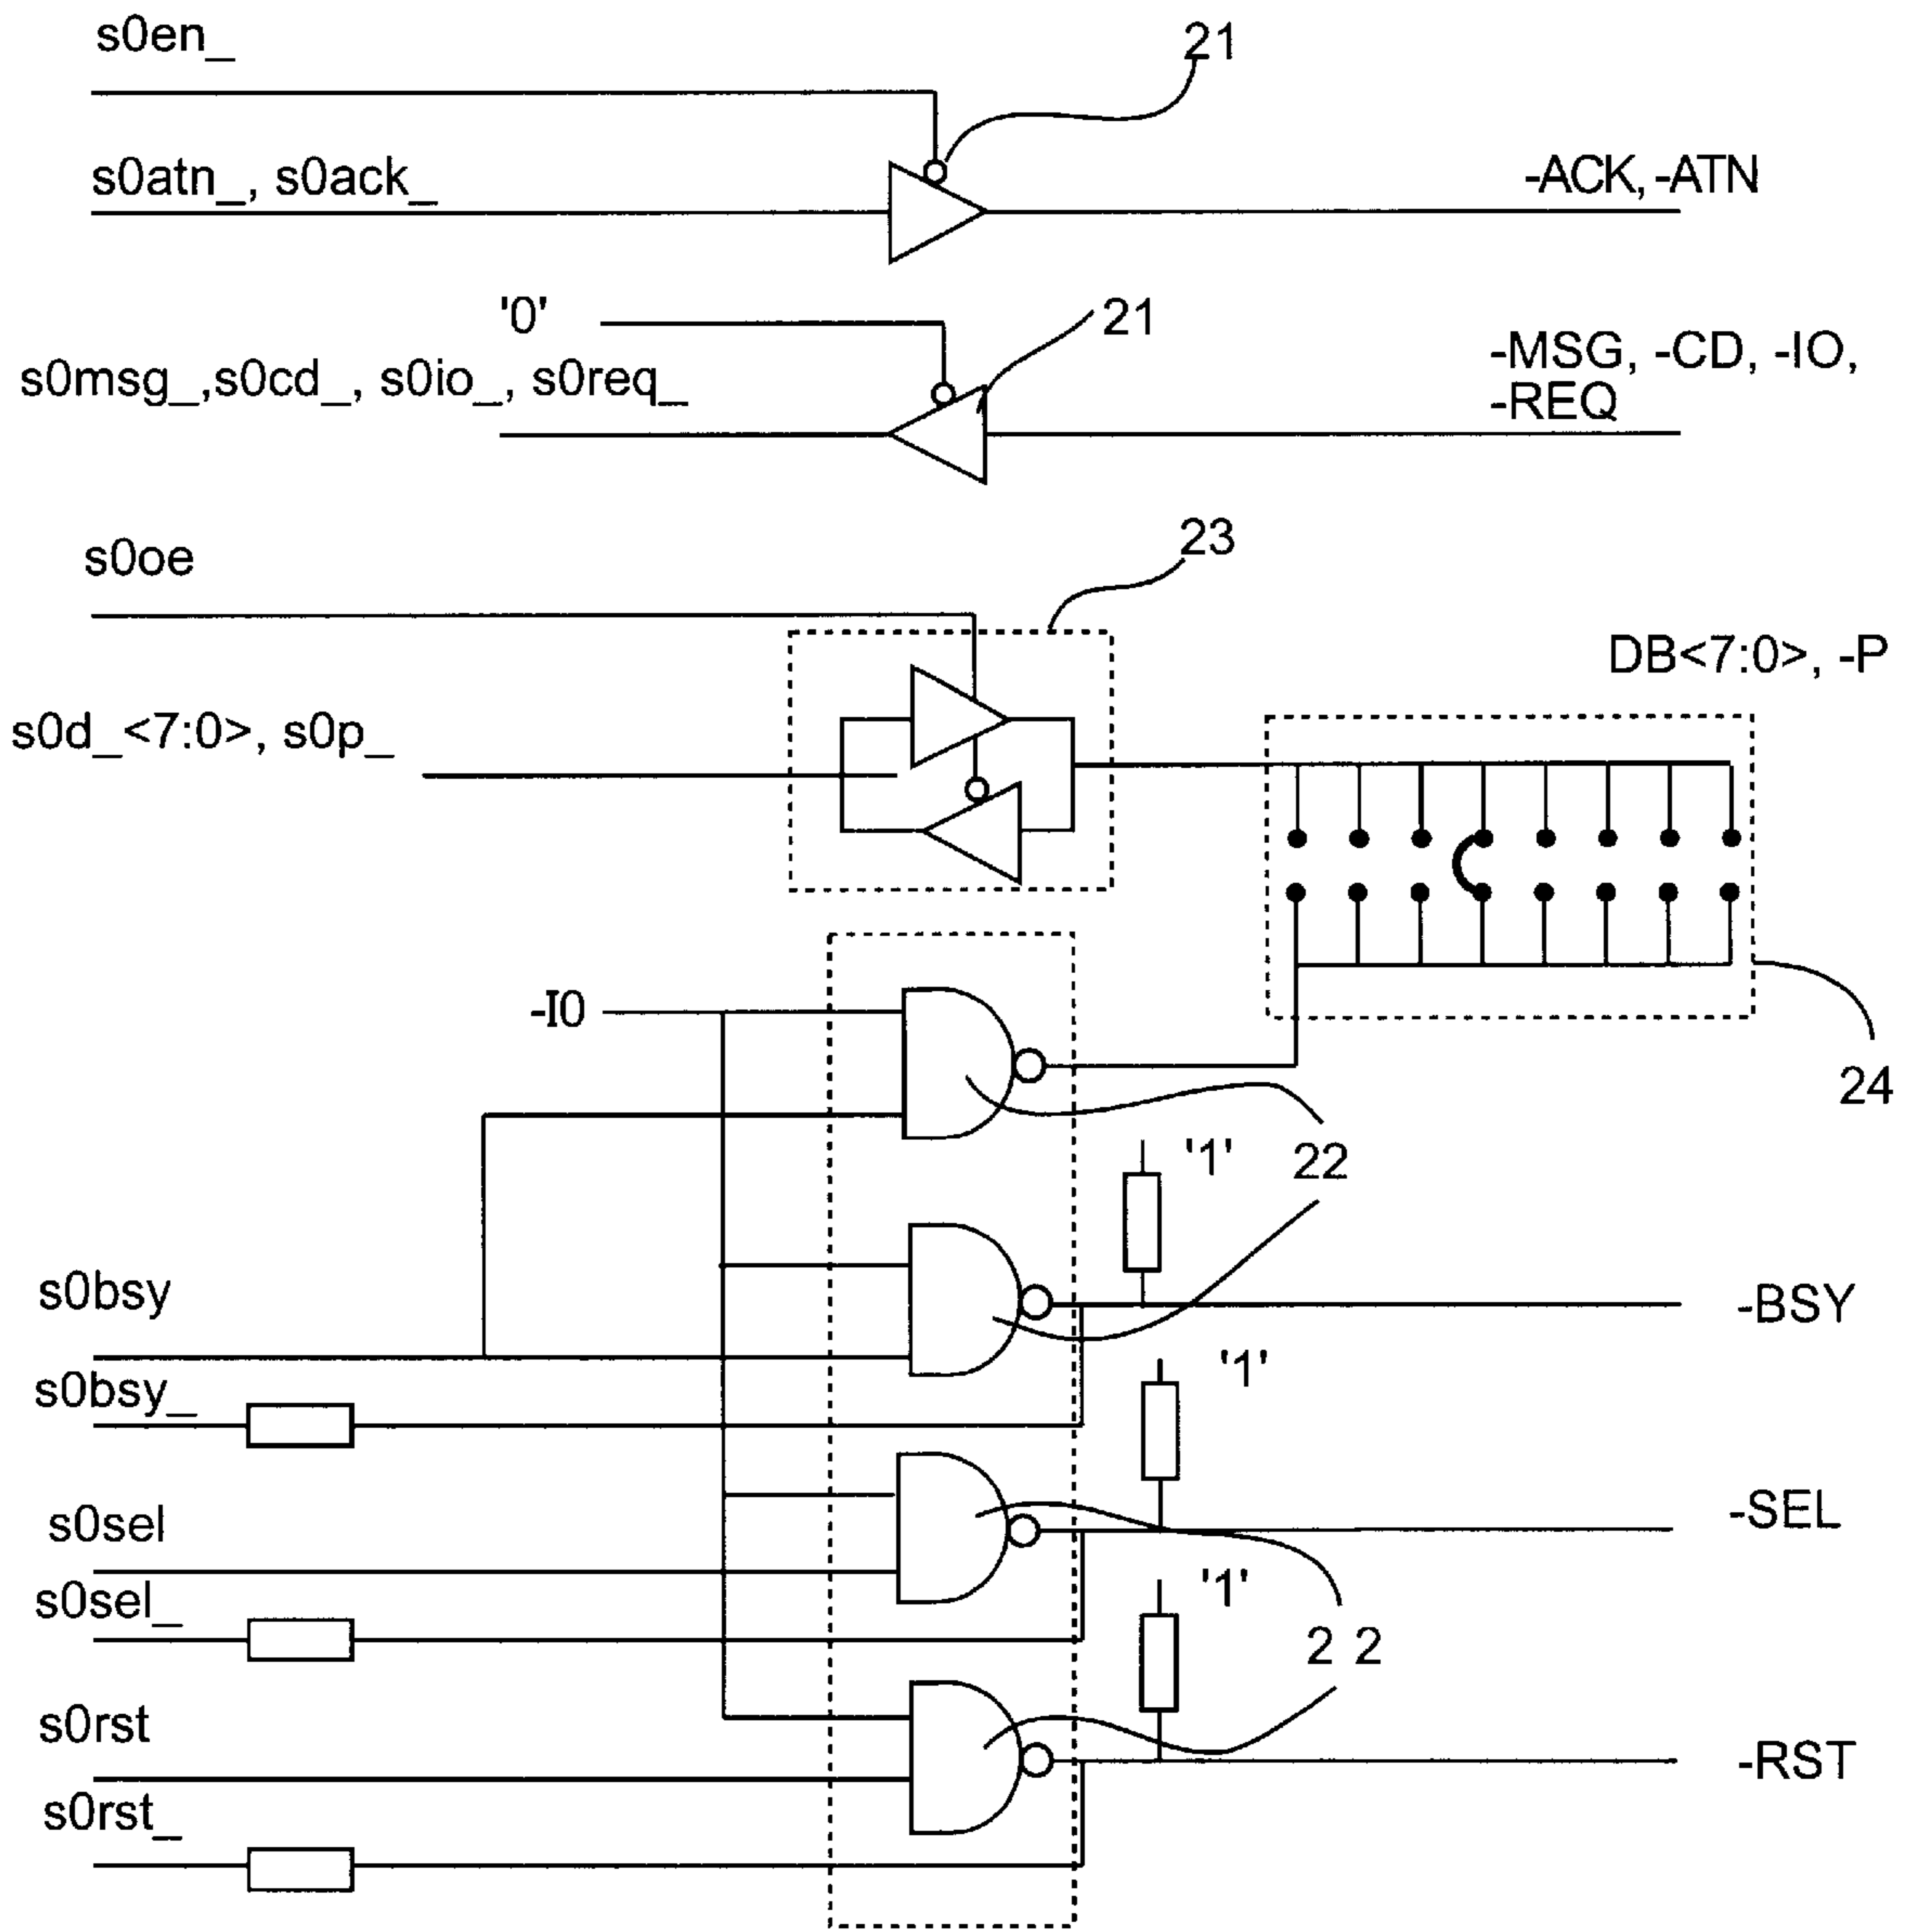 s0en_
21
s0atn_, s0ack_
-ACK, -ATN
'0'
21
s0msg_,s0cd_, s0io_, s0req_
-MSG, -CD, -IO,
-REQ
s0oe
23
DB<7:0>, -P
s0d_<7:0>, s0p_
-I0
24
'1'
22
s0bsy
-BSY
'1'
s0bsy_
s0sel
-SEL
'1'
s0sel_
2 2
s0rst
-RST
s0rst_